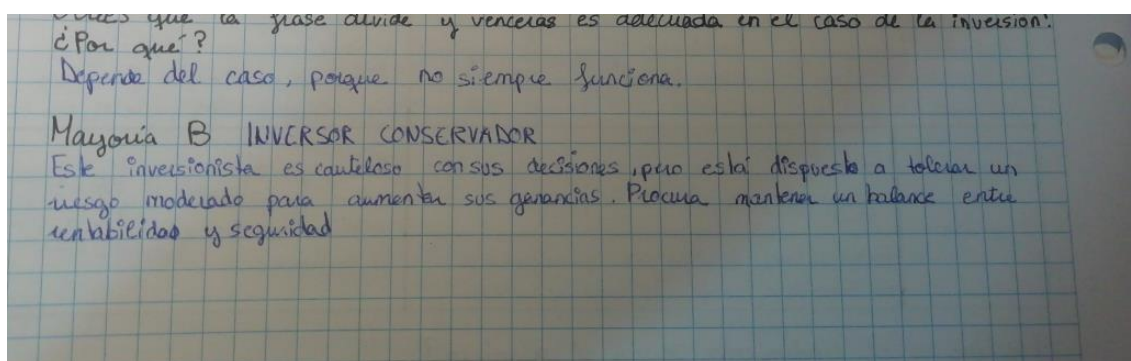 que la frase divide y vencerás es adecuada en el caso de la inversión?
¿Por qué?
Depende del caso, porque no siempre funciona.
Mayoría B INVERSOR CONSERVADOR
Este inversionista es cauteloso con sus decisiones, pero está dispuesto a tolerar un
riesgo moderado para aumentar sus ganancias. Procura mantener un balance entre
rentabilidad y seguridad